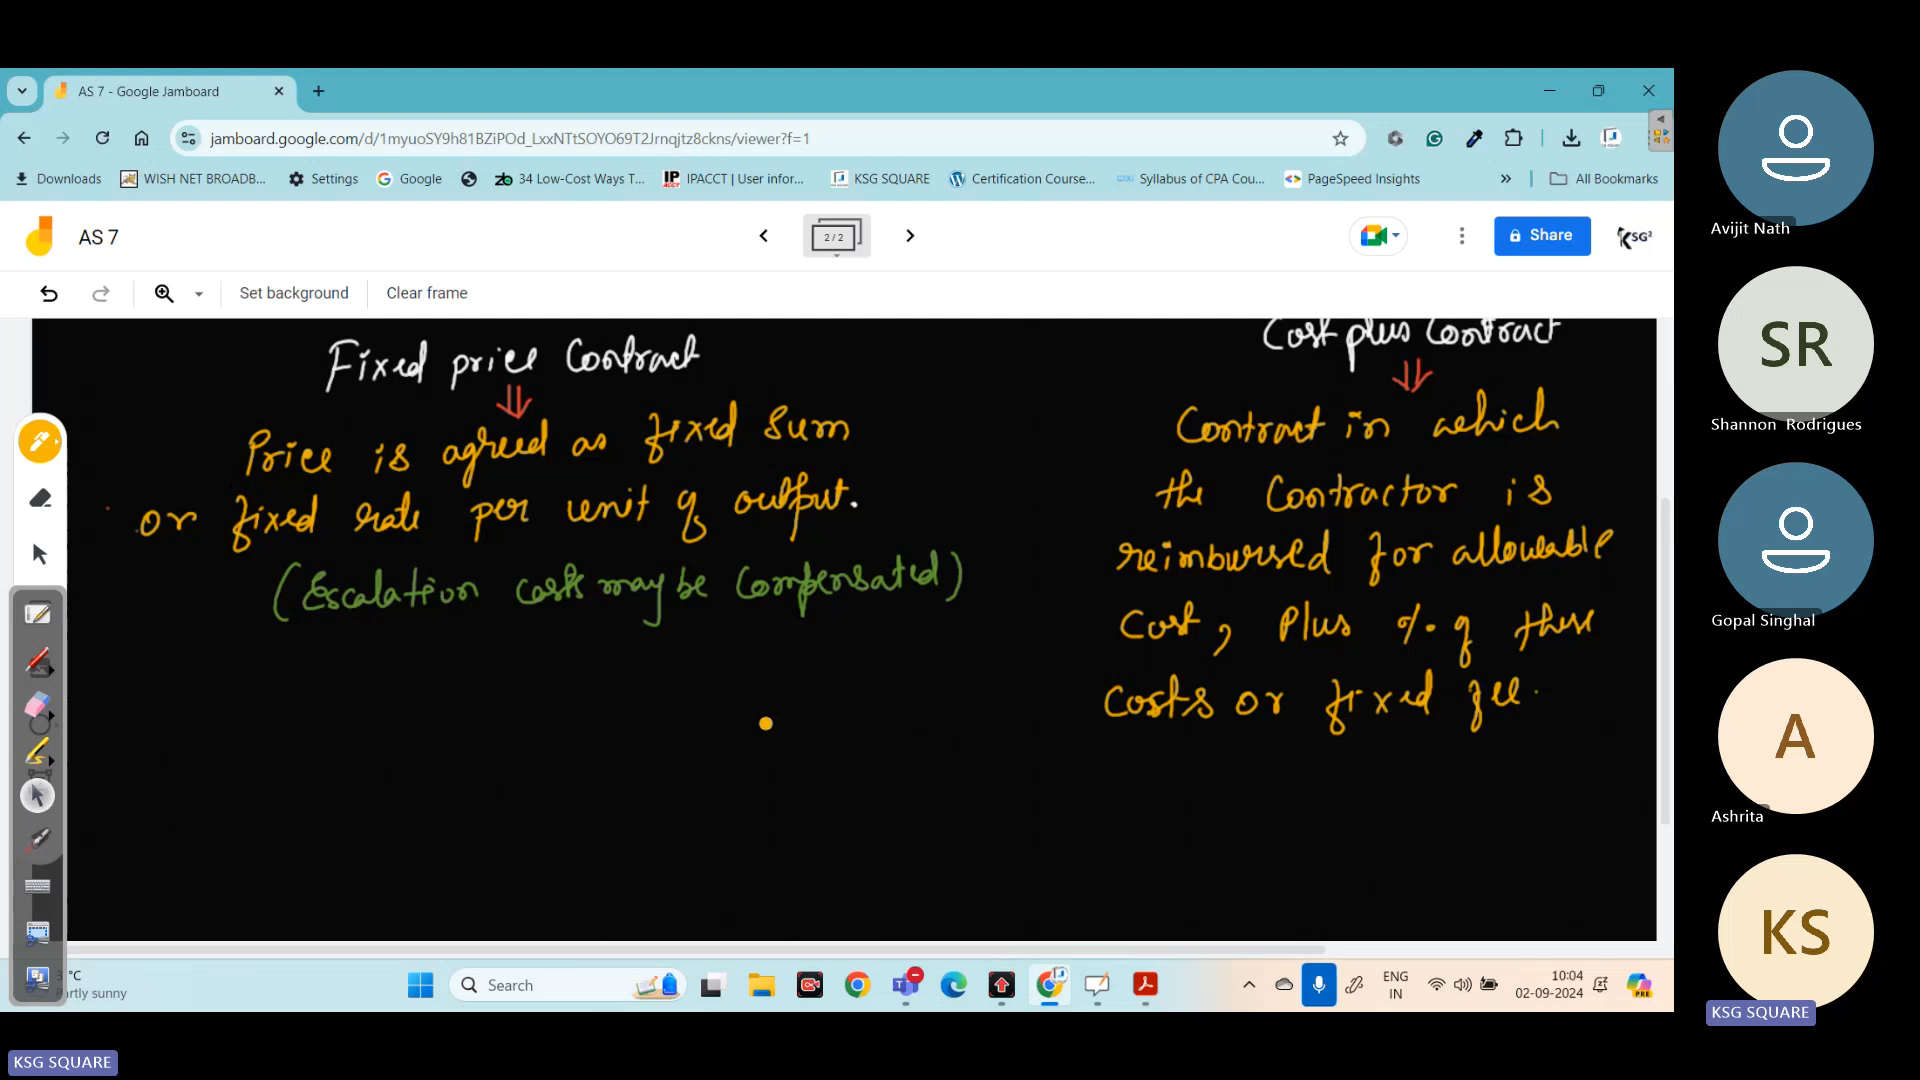 AS 7 - Google Jamboard
jamboard.google.com/d/1myuoSY9h81BZiPOd_LxxNTtSOYO69T2Jrnqjtz8ckns/viewer?f=1
Downloads
WISH NET BROADB...
Settings
Google
34 Low-Cost Ways T...
IPACCT | User infor...
KSG SQUARE
Certification Course...
Syllabus of CPA Cou...
PageSpeed Insights
All Bookmarks
AS 7
2 / 2
Share
KSG²
Set background
Clear frame
Fixed price Contract
Price is agreed as fixed Sum
or fixed rate per unit of output.
(Escalation costs may be Compensated)
Cost plus Contract
Contract in which
the Contractor is
reimbursed for allowable
Cost, Plus % of these
Costs or fixed fee
Avijit Nath
SR
Shannon Rodrigues
Gopal Singhal
A
Ashrita
KS
KSG SQUARE
°C
Partly sunny
Search
ENG
IN
10:04
02-09-2024
PRE
KSG SQUARE